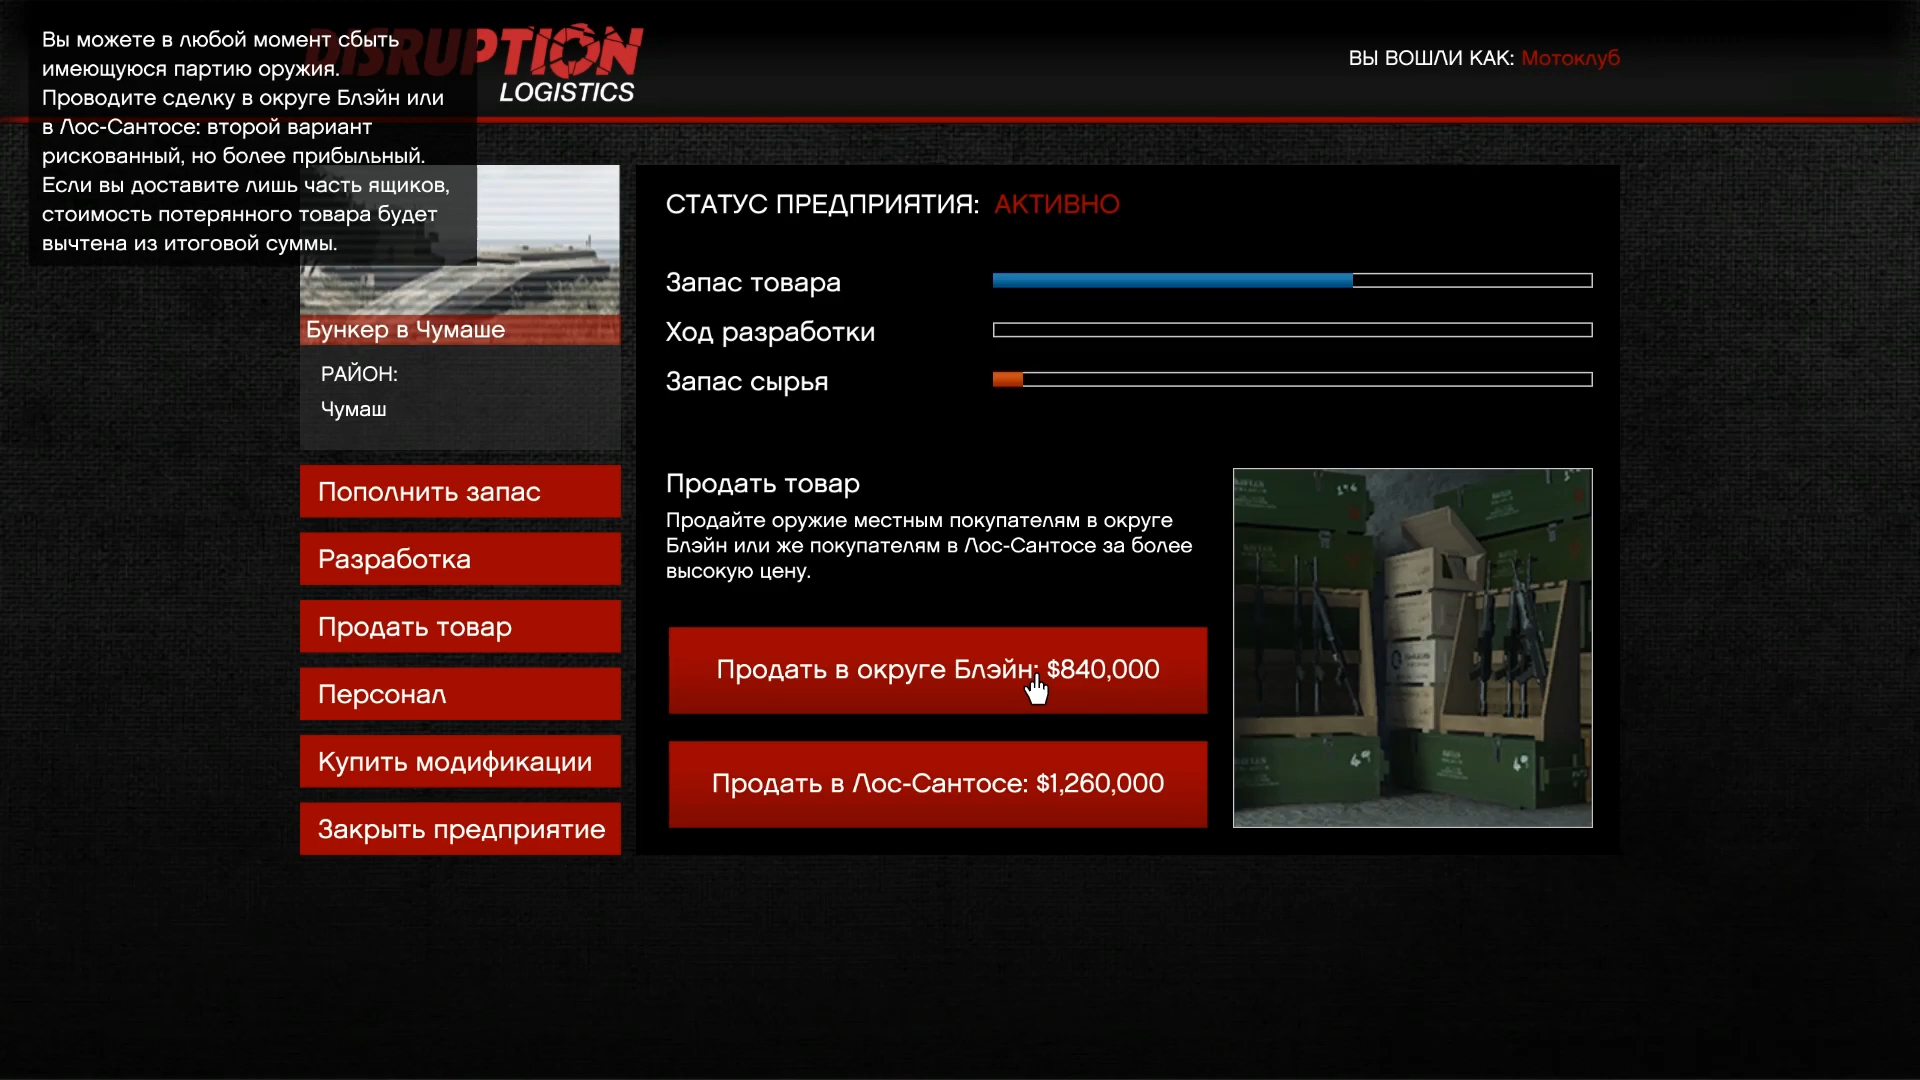 Вы можете в любой момент сбыть
имеющуюся партию оружия.
Проводите сделку в округе Блэйн или
в Лос-Сантосе: второй вариант
рискованный, но более прибыльный.
Если вы доставите лишь часть ящиков,
стоимость потерянного товара будет
вычтена из итоговой суммы.
DISRUPTION
LOGISTICS
ВЫ ВОШЛИ КАК: Мотоклуб
Бункер в Чумаше
РАЙОН:
Чумаш
Пополнить запас
Разработка
Продать товар
Персонал
Купить модификации
Закрыть предприятие
СТАТУС ПРЕДПРИЯТИЯ: АКТИВНО
Запас товара
Ход разработки
Запас сырья
Продать товар
Продайте оружие местным покупателям в округе
Блэйн или же покупателям в Лос-Сантосе за более
высокую цену.
Продать в округе Блэйн: $840,000
Продать в Лос-Сантосе: $1,260,000